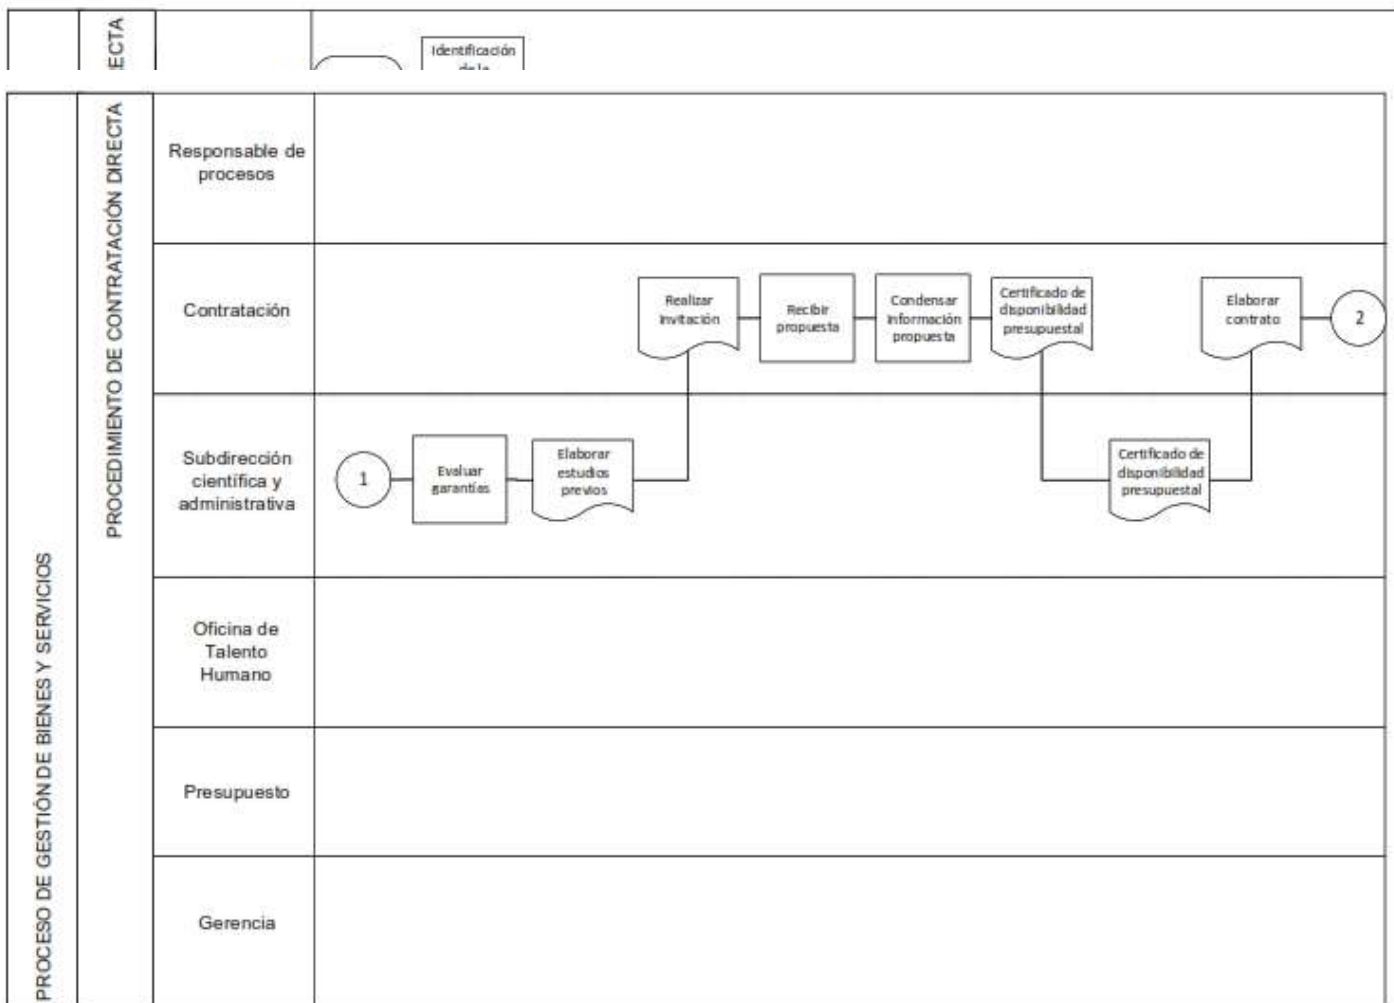 ECTA
Identificación
de la
PROCESO DE GESTIÓN DE BIENES Y SERVICIOS
PROCEDIMIENTO DE CONTRATACIÓN DIRECTA
Responsable de
procesos
Contratación
Realizar
Invitación
Recibir
propuesta
Condensar
Información
propuesta
Certificado de
disponibilidad
presupuestal
Elaborar
contrato
2
Subdirección
científica y
administrativa
1
Evaluar
garantías
Elaborar
estudios
previos
Certificado de
disponibilidad
presupuestal
Oficina de
Talento
Humano
Presupuesto
Gerencia